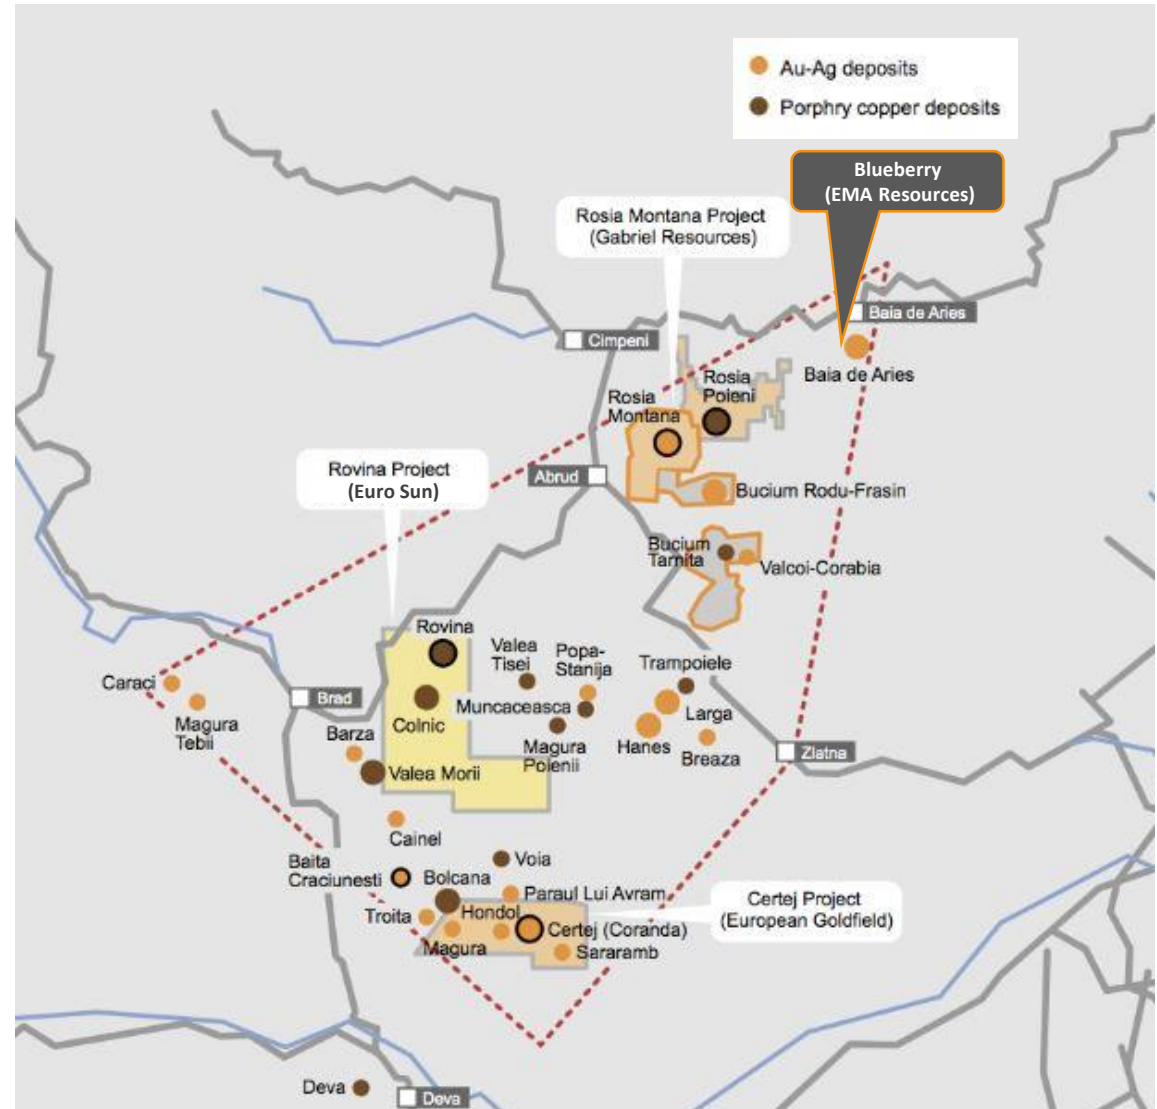 Au-Ag deposits
Porphry copper deposits
Blueberry
(EMA Resources)
Rosia Montana Project
(Gabriel Resources)
Baia de Aries
Cimpeni
Baia de Aries
Rosia
Poieni
Rosia
Montana
Rovina Project
(Euro Sun)
Abrud
Bucium Rodu-Frasin
Bucium
Tarnita
Valcoi-Corabia
Rovina
Valea
Tisei
Popa-
Stanija
Trampoiele
Caraci
Brad
Magura
Tebii
Colnic
Muncaceasca
Larga
Barza
Magura
Poienii
Hanes
Breaza
Zlatna
Valea Morii
Cainel
Baita
Craciunesti
Voia
Bolcana
Paraul Lui Avram
Certej Project
(European Goldfield)
Troita
Hondol
Certej (Coranda)
Magura
Sararamb
Deva
Deva